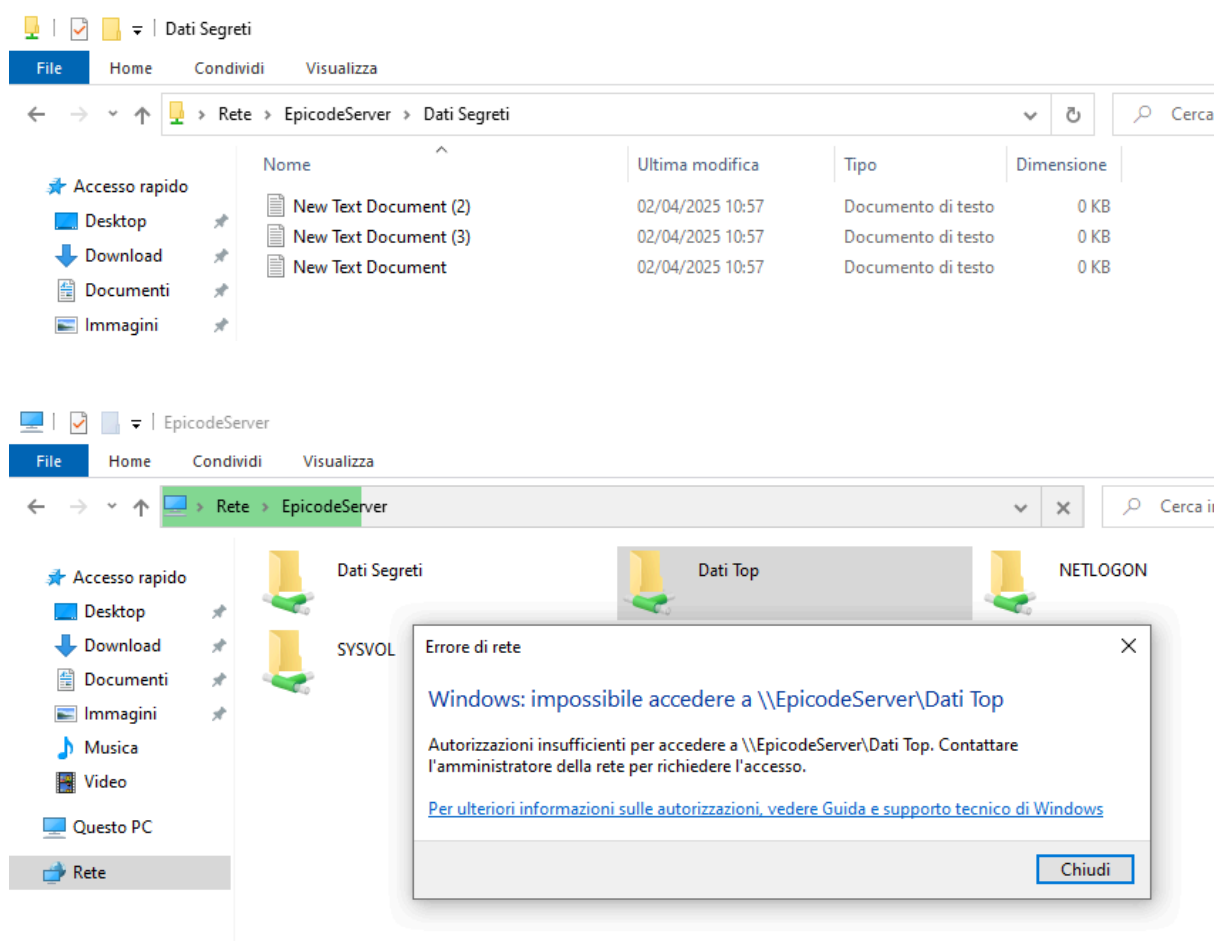 Dati Segreti
File Home Condividi Visualizza
Rete > EpicodeServer > Dati Segreti Cerca
Nome Ultima modifica Tipo Dimensione
Accesso rapido
Desktop
Download
Documenti
Immagini
New Text Document (2) 02/04/2025 10:57 Documento di testo 0 KB
New Text Document (3) 02/04/2025 10:57 Documento di testo 0 KB
New Text Document 02/04/2025 10:57 Documento di testo 0 KB
EpicodeServer
File Home Condividi Visualizza
Rete > EpicodeServer Cerca in
Accesso rapido
Desktop
Download
Documenti
Immagini
Musica
Video
Questo PC
Rete
Dati Segreti Dati Top NETLOGON
SYSVOL
Errore di rete
Windows: impossibile accedere a \\EpicodeServer\Dati Top
Autorizzazioni insufficienti per accedere a \\EpicodeServer\Dati Top. Contattare
l'amministratore della rete per richiedere l'accesso.
Per ulteriori informazioni sulle autorizzazioni, vedere Guida e supporto tecnico di Windows
Chiudi